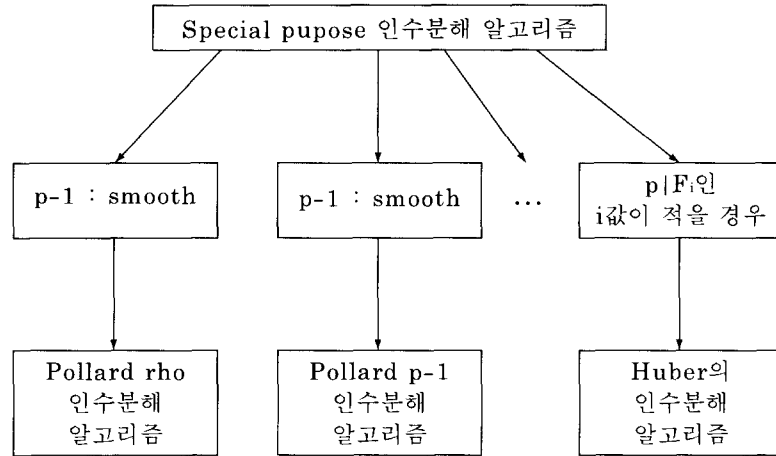 Special pupose 인수분해 알고리즘
p-1 : smooth
p-1 : smooth
...
p|Fi인
i값이 적을 경우
Pollard rho
인수분해
알고리즘
Pollard p-1
인수분해
알고리즘
Huber의
인수분해
알고리즘